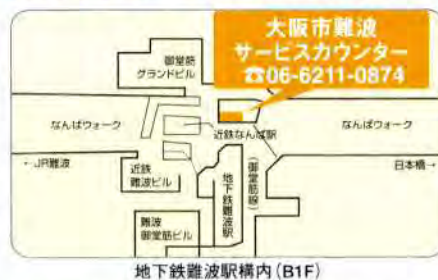 大阪市難波
サービスカウンター
☎06-6211-0874
御堂筋
グランドビル
なんばウォーク
近鉄なんば駅
なんばウォーク
←JR難波
日本橋→
近鉄
難波ビル
地下鉄難波駅
(御堂筋線)
難波
御堂筋ビル
地下鉄難波駅構内(B1F)